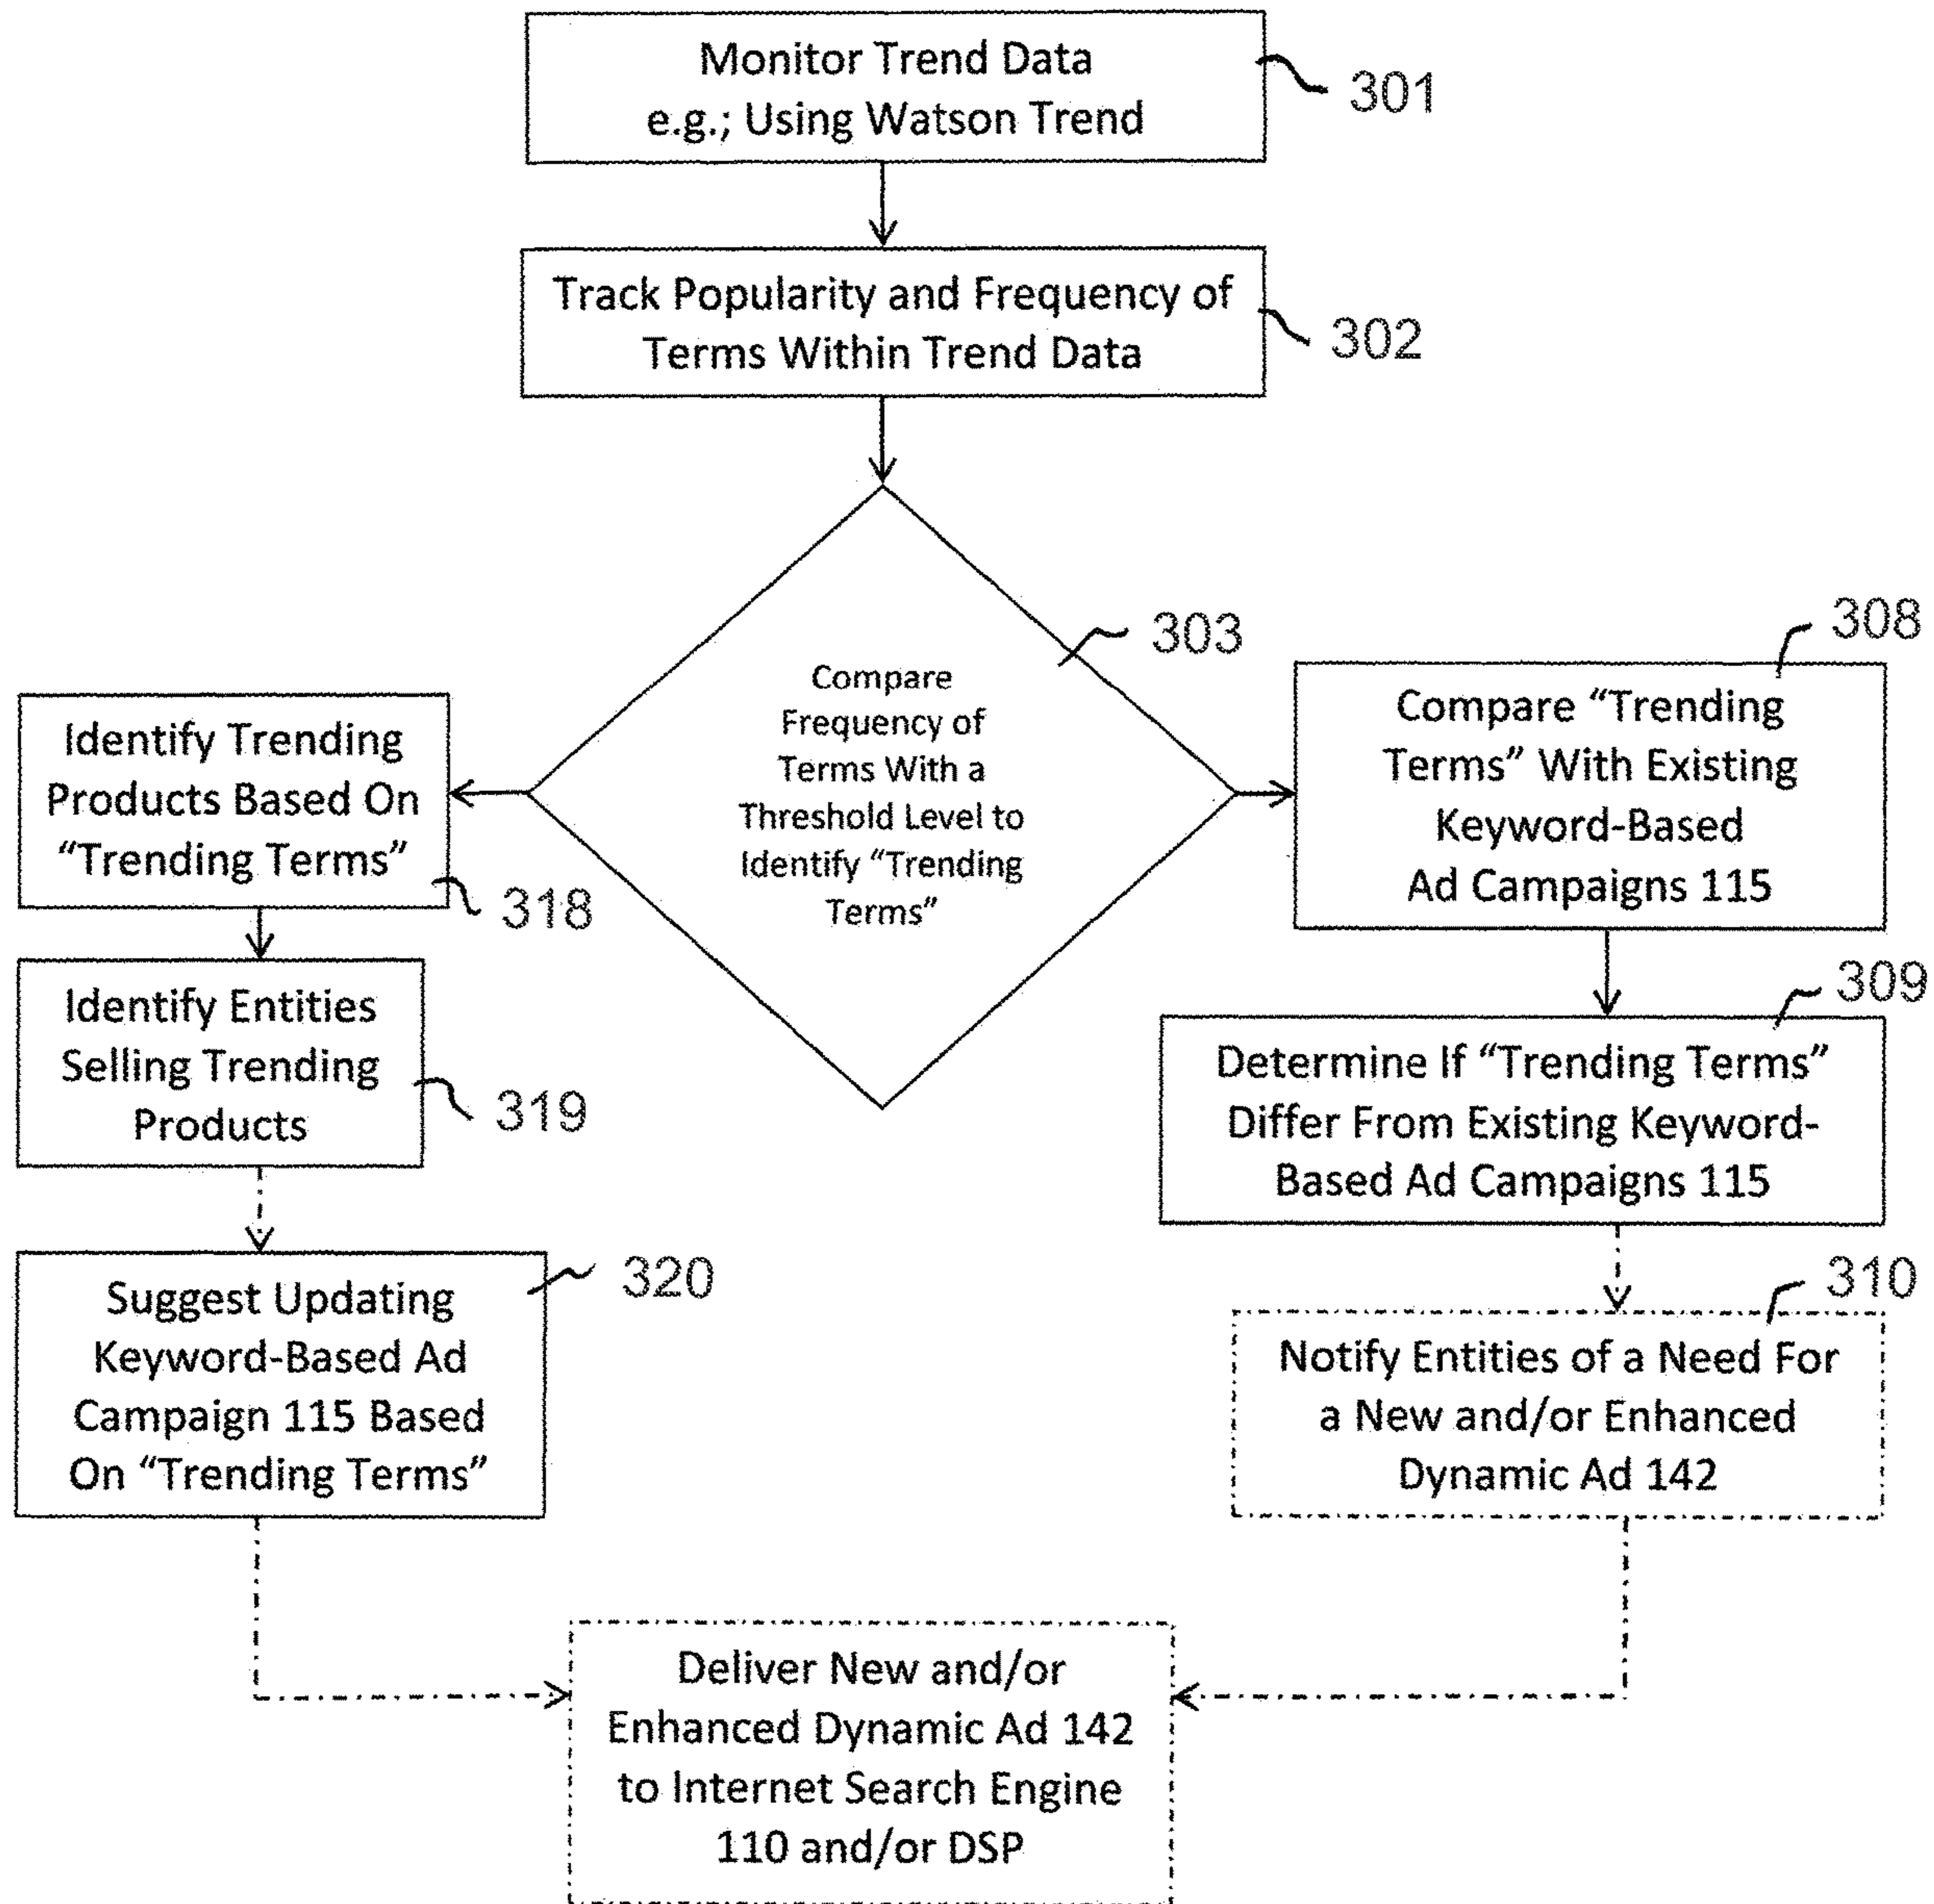 Monitor Trend Data
e.g.; Using Watson Trend
301
Track Popularity and Frequency of
Terms Within Trend Data
302
Compare
Frequency of
Terms With a
Threshold Level to
Identify “Trending
Terms”
303
Identify Trending
Products Based On
“Trending Terms”
318
Identify Entities
Selling Trending
Products
319
Suggest Updating
Keyword-Based Ad
Campaign 115 Based
On “Trending Terms”
320
308
Compare “Trending
Terms” With Existing
Keyword-Based
Ad Campaigns 115
309
Determine If “Trending Terms”
Differ From Existing Keyword-
Based Ad Campaigns 115
310
Notify Entities of a Need For
a New and/or Enhanced
Dynamic Ad 142
Deliver New and/or
Enhanced Dynamic Ad 142
to Internet Search Engine
110 and/or DSP